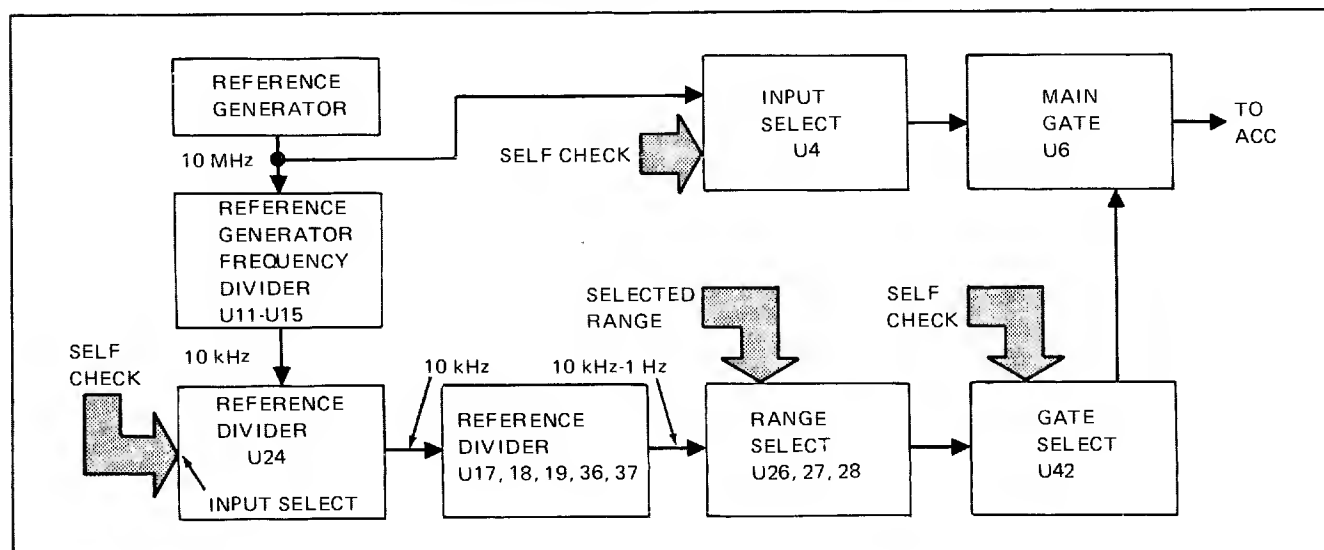 REFERENCE
GENERATOR
10 MHz
REFERENCE
GENERATOR
FREQUENCY
DIVIDER
U11-U15
10 kHz
SELF
CHECK
REFERENCE
DIVIDER
U24
INPUT SELECT
10 kHz
REFERENCE
DIVIDER
U17, 18, 19, 36, 37
10 kHz-1 Hz
SELECTED
RANGE
RANGE
SELECT
U26, 27, 28
SELF
CHECK
GATE
SELECT
U42
SELF CHECK
INPUT
SELECT
U4
MAIN
GATE
U6
TO
ACC